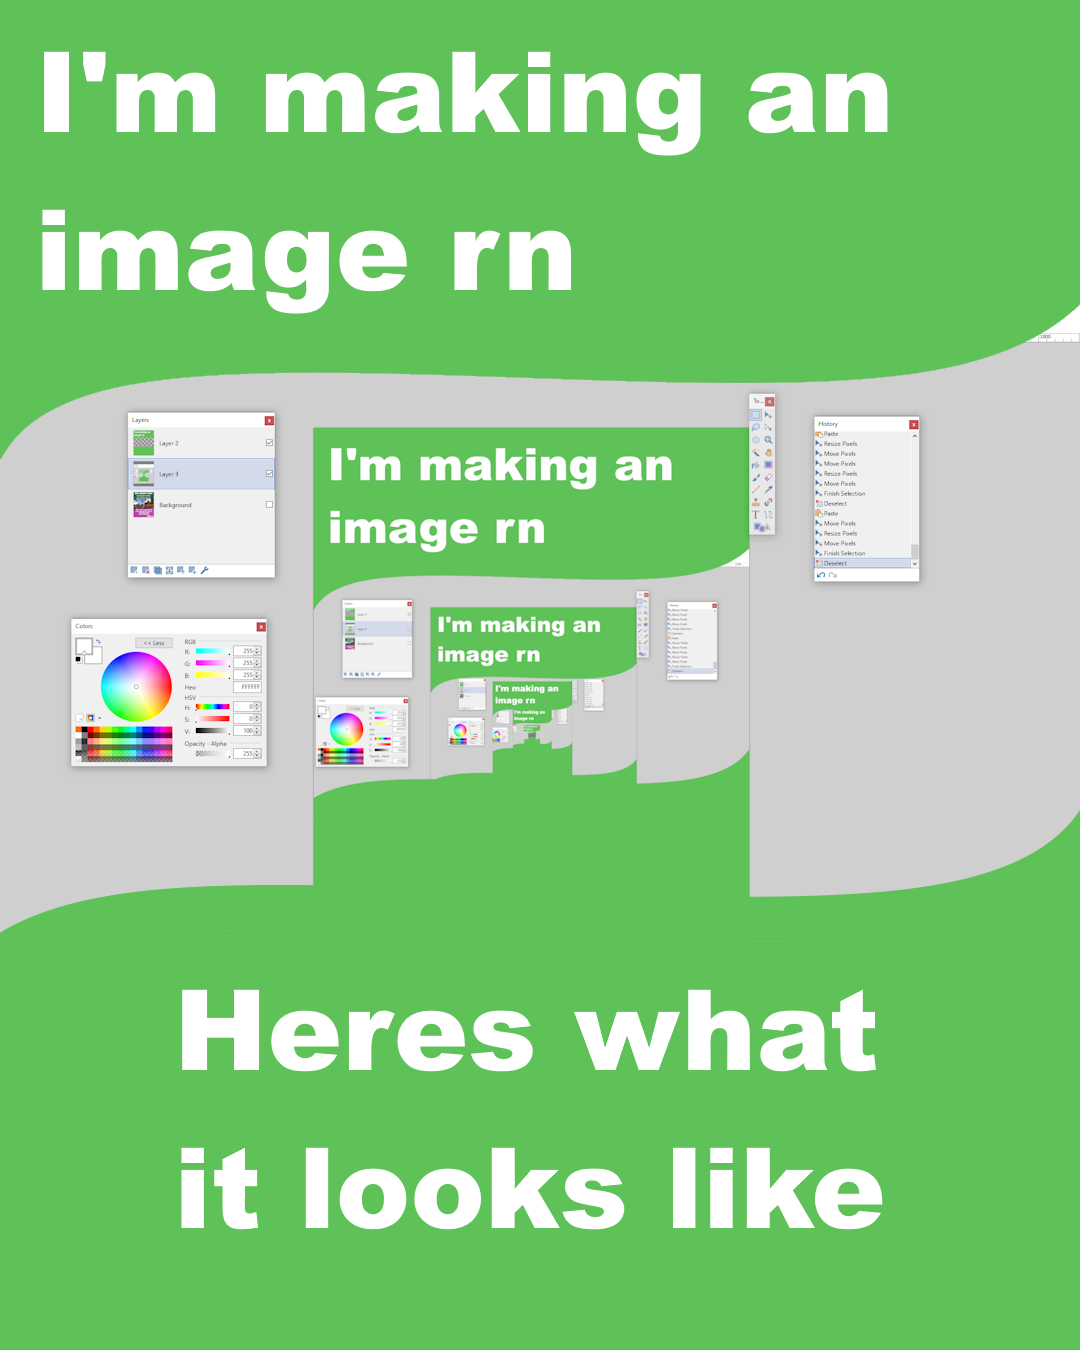 I'm making an
image rn
1000
Layers
Layer 2
Layer 3
Background
To...
History
Paste
Resize Pixels
Move Pixels
Move Pixels
Resize Pixels
Move Pixels
Finish Selection
Deselect
Paste
Move Pixels
Resize Pixels
Move Pixels
Finish Selection
Deselect
Colors
<< Less
RGB
R: 255
G: 255
B: 255
Hex: FFFFFF
HSV
H: 0
S: 0
V: 100
Opacity - Alpha
255
I'm making an
image rn
I'm making an
image rn
I'm making an
image rn
I'm making an
image rn
Heres what
it looks like